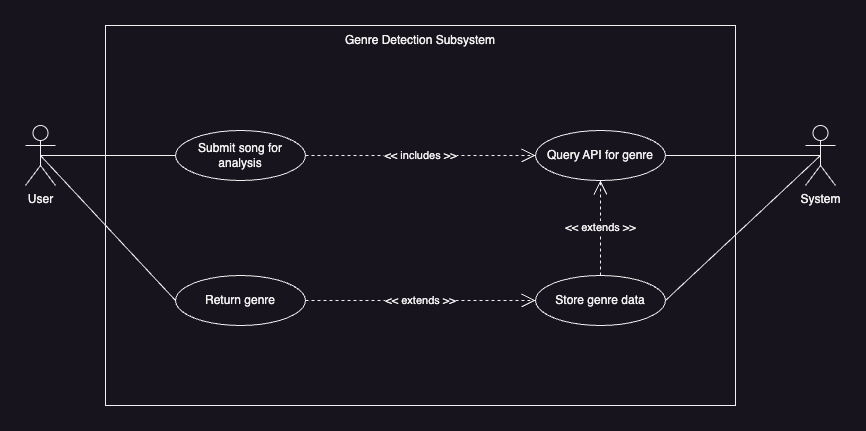 Genre Detection Subsystem
Submit song for
analysis
<< includes >>
Query API for genre
User
System
<< extends >>
Return genre
<< extends >>
Store genre data